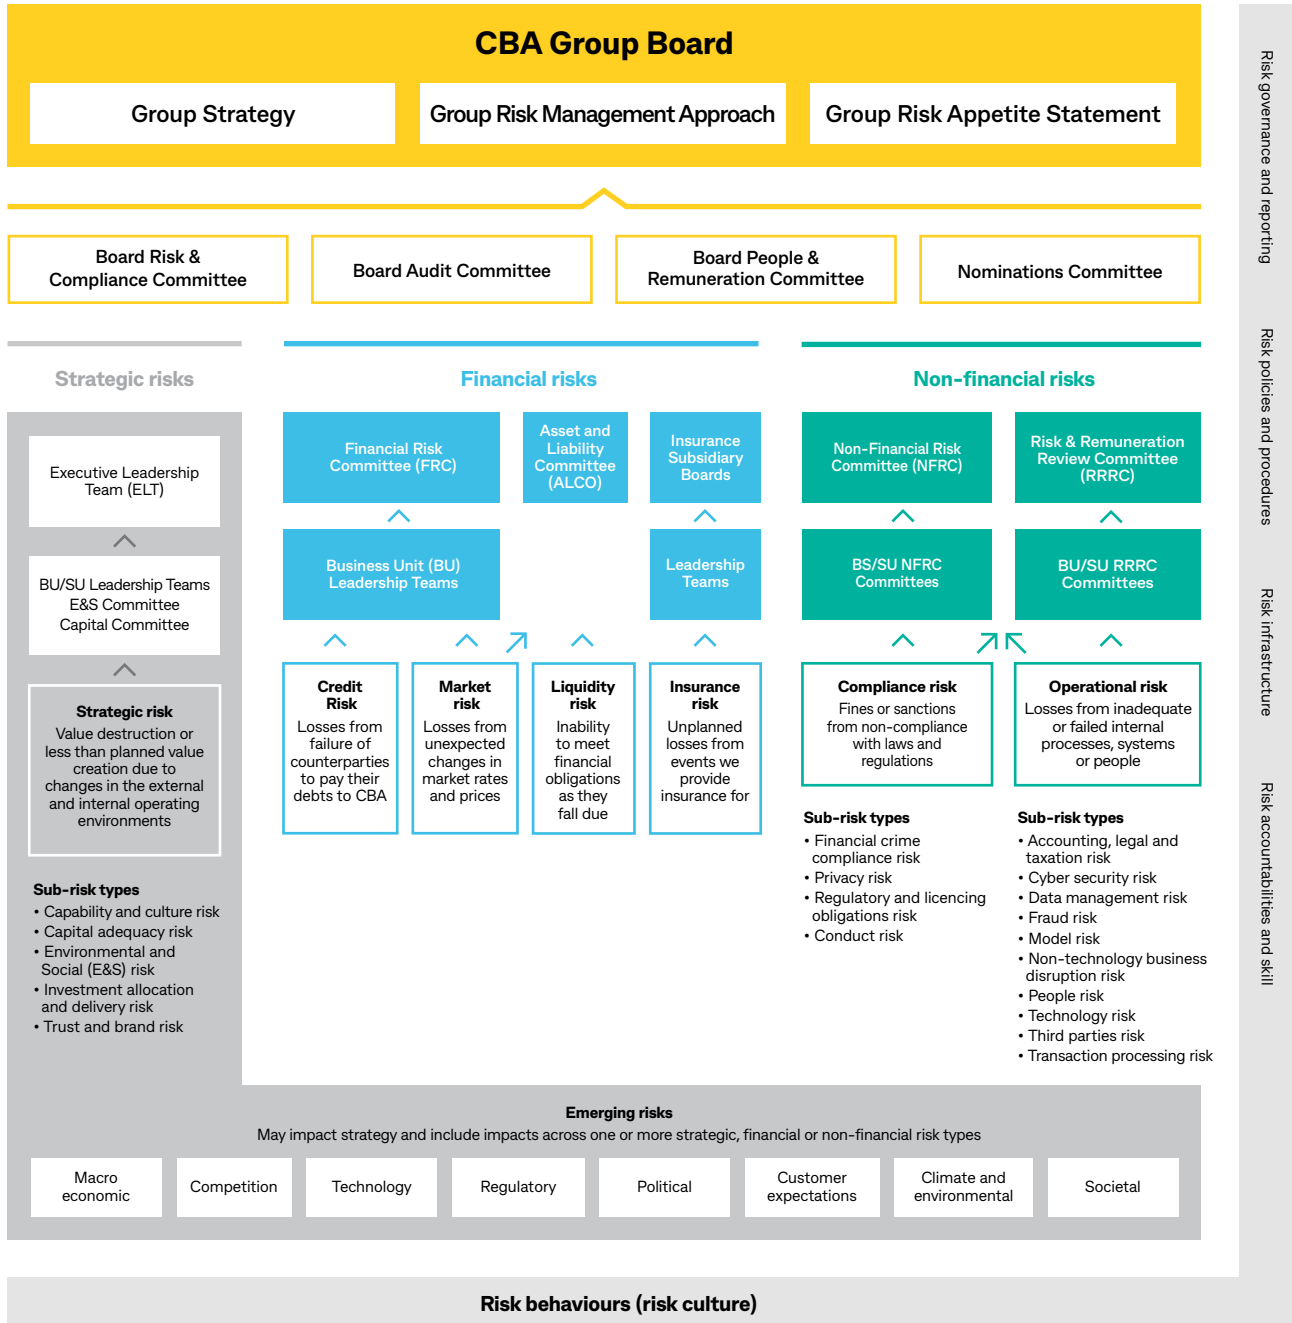 CBA Group Board
Group Strategy
Group Risk Management Approach
Group Risk Appetite Statement
Board Risk &
Compliance Committee
Board Audit Committee
Board People &
Remuneration Committee
Nominations Committee
Strategic risks
Executive Leadership
Team (ELT)
BU/SU Leadership Teams
E&S Committee
Capital Committee
Strategic risk
Value destruction or
less than planned value
creation due to
changes in the external
and internal operating
environments
Sub-risk types
• Capability and culture risk
• Capital adequacy risk
• Environmental and
Social (E&S) risk
• Investment allocation
and delivery risk
• Trust and brand risk
Financial risks
Financial Risk
Committee (FRC)
Asset and
Liability
Committee
(ALCO)
Insurance
Subsidiary
Boards
Business Unit (BU)
Leadership Teams
Leadership
Teams
Credit
Risk
Losses from
failure of
counterparties
to pay their
debts to CBA
Market
risk
Losses from
unexpected
changes in
market rates
and prices
Liquidity
risk
Inability
to meet
financial
obligations
as they
fall due
Insurance
risk
Unplanned
losses from
events we
provide
insurance for
Non-financial risks
Non-Financial Risk
Committee (NFRC)
Risk & Remuneration
Review Committee
(RRRC)
BS/SU NFRC
Committees
BU/SU RRRC
Committees
Compliance risk
Fines or sanctions
from non-compliance
with laws and
regulations
Operational risk
Losses from inadequate
or failed internal
processes, systems
or people
Sub-risk types
• Financial crime
compliance risk
• Privacy risk
• Regulatory and licencing
obligations risk
• Conduct risk
Sub-risk types
• Accounting, legal and
taxation risk
• Cyber security risk
• Data management risk
• Fraud risk
• Model risk
• Non-technology business
disruption risk
• People risk
• Technology risk
• Third parties risk
• Transaction processing risk
Emerging risks
May impact strategy and include impacts across one or more strategic, financial or non-financial risk types
Macro
economic
Competition
Technology
Regulatory
Political
Customer
expectations
Climate and
environmental
Societal
Risk behaviours (risk culture)
Risk governance and reporting
Risk policies and procedures
Risk infrastructure
Risk accountabilities and skill